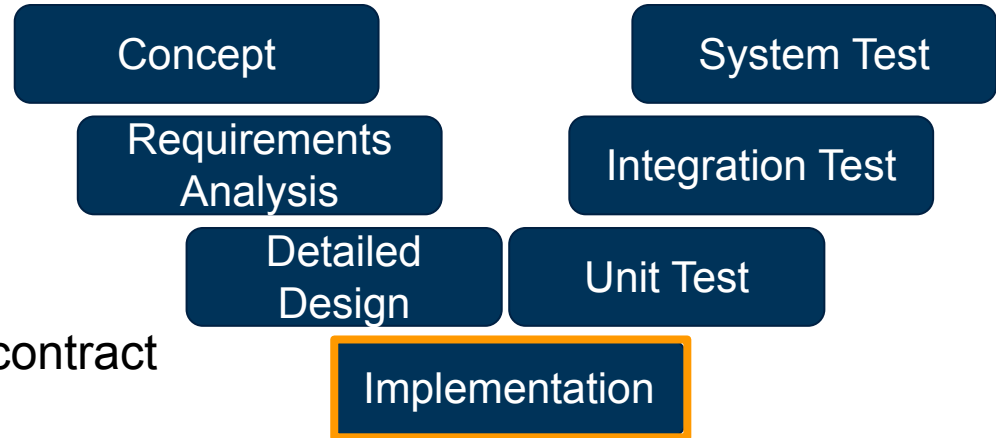 Concept
System Test
Requirements
Analysis
Integration Test
Detailed
Design
Unit Test
contract
Implementation